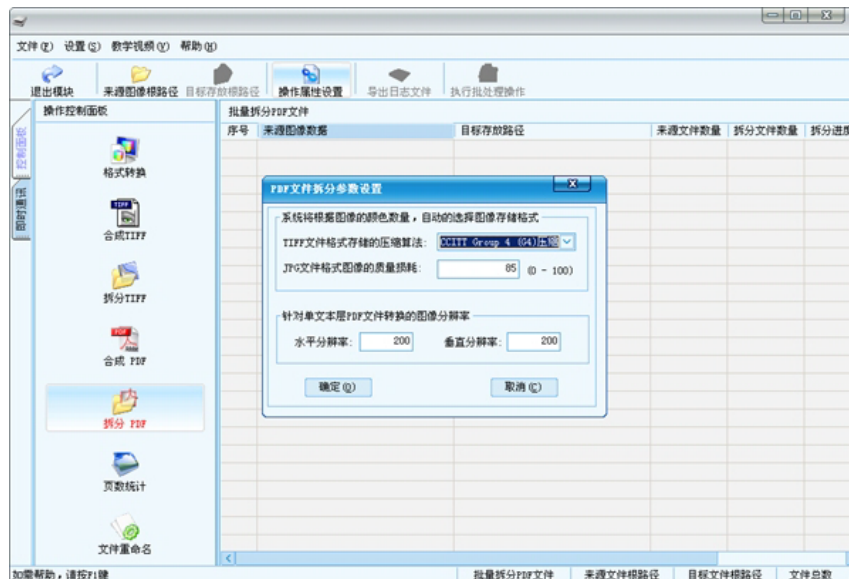 文件(F) 设置(S) 教学视频(V) 帮助(H)
退出模块 来源图像根路径 目标存放根路径 操作属性设置 导出日志文件 执行批处理操作
操作控制面板
批量拆分PDF文件
控制面板
即时通讯
序号 来源图像数据 目标存放路径 来源文件数量 拆分文件数量 拆分进度
格式转换
合成TIFF
拆分TIFF
合成 PDF
拆分 PDF
页数统计
文件重命名
PDF文件拆分参数设置
系统将根据图像的颜色数量，自动的选择图像存储格式
TIFF文件格式存储的压缩算法: CCITT Group 4 (G4)压缩
JPG文件格式图像的质量损耗: 85 (0 - 100)
针对单文本层PDF文件转换的图像分辨率
水平分辨率: 200 垂直分辨率: 200
确定(O) 取消(C)
如需帮助，请按F1键 批量拆分PDF文件 来源文件根路径 目标文件根路径 文件总数